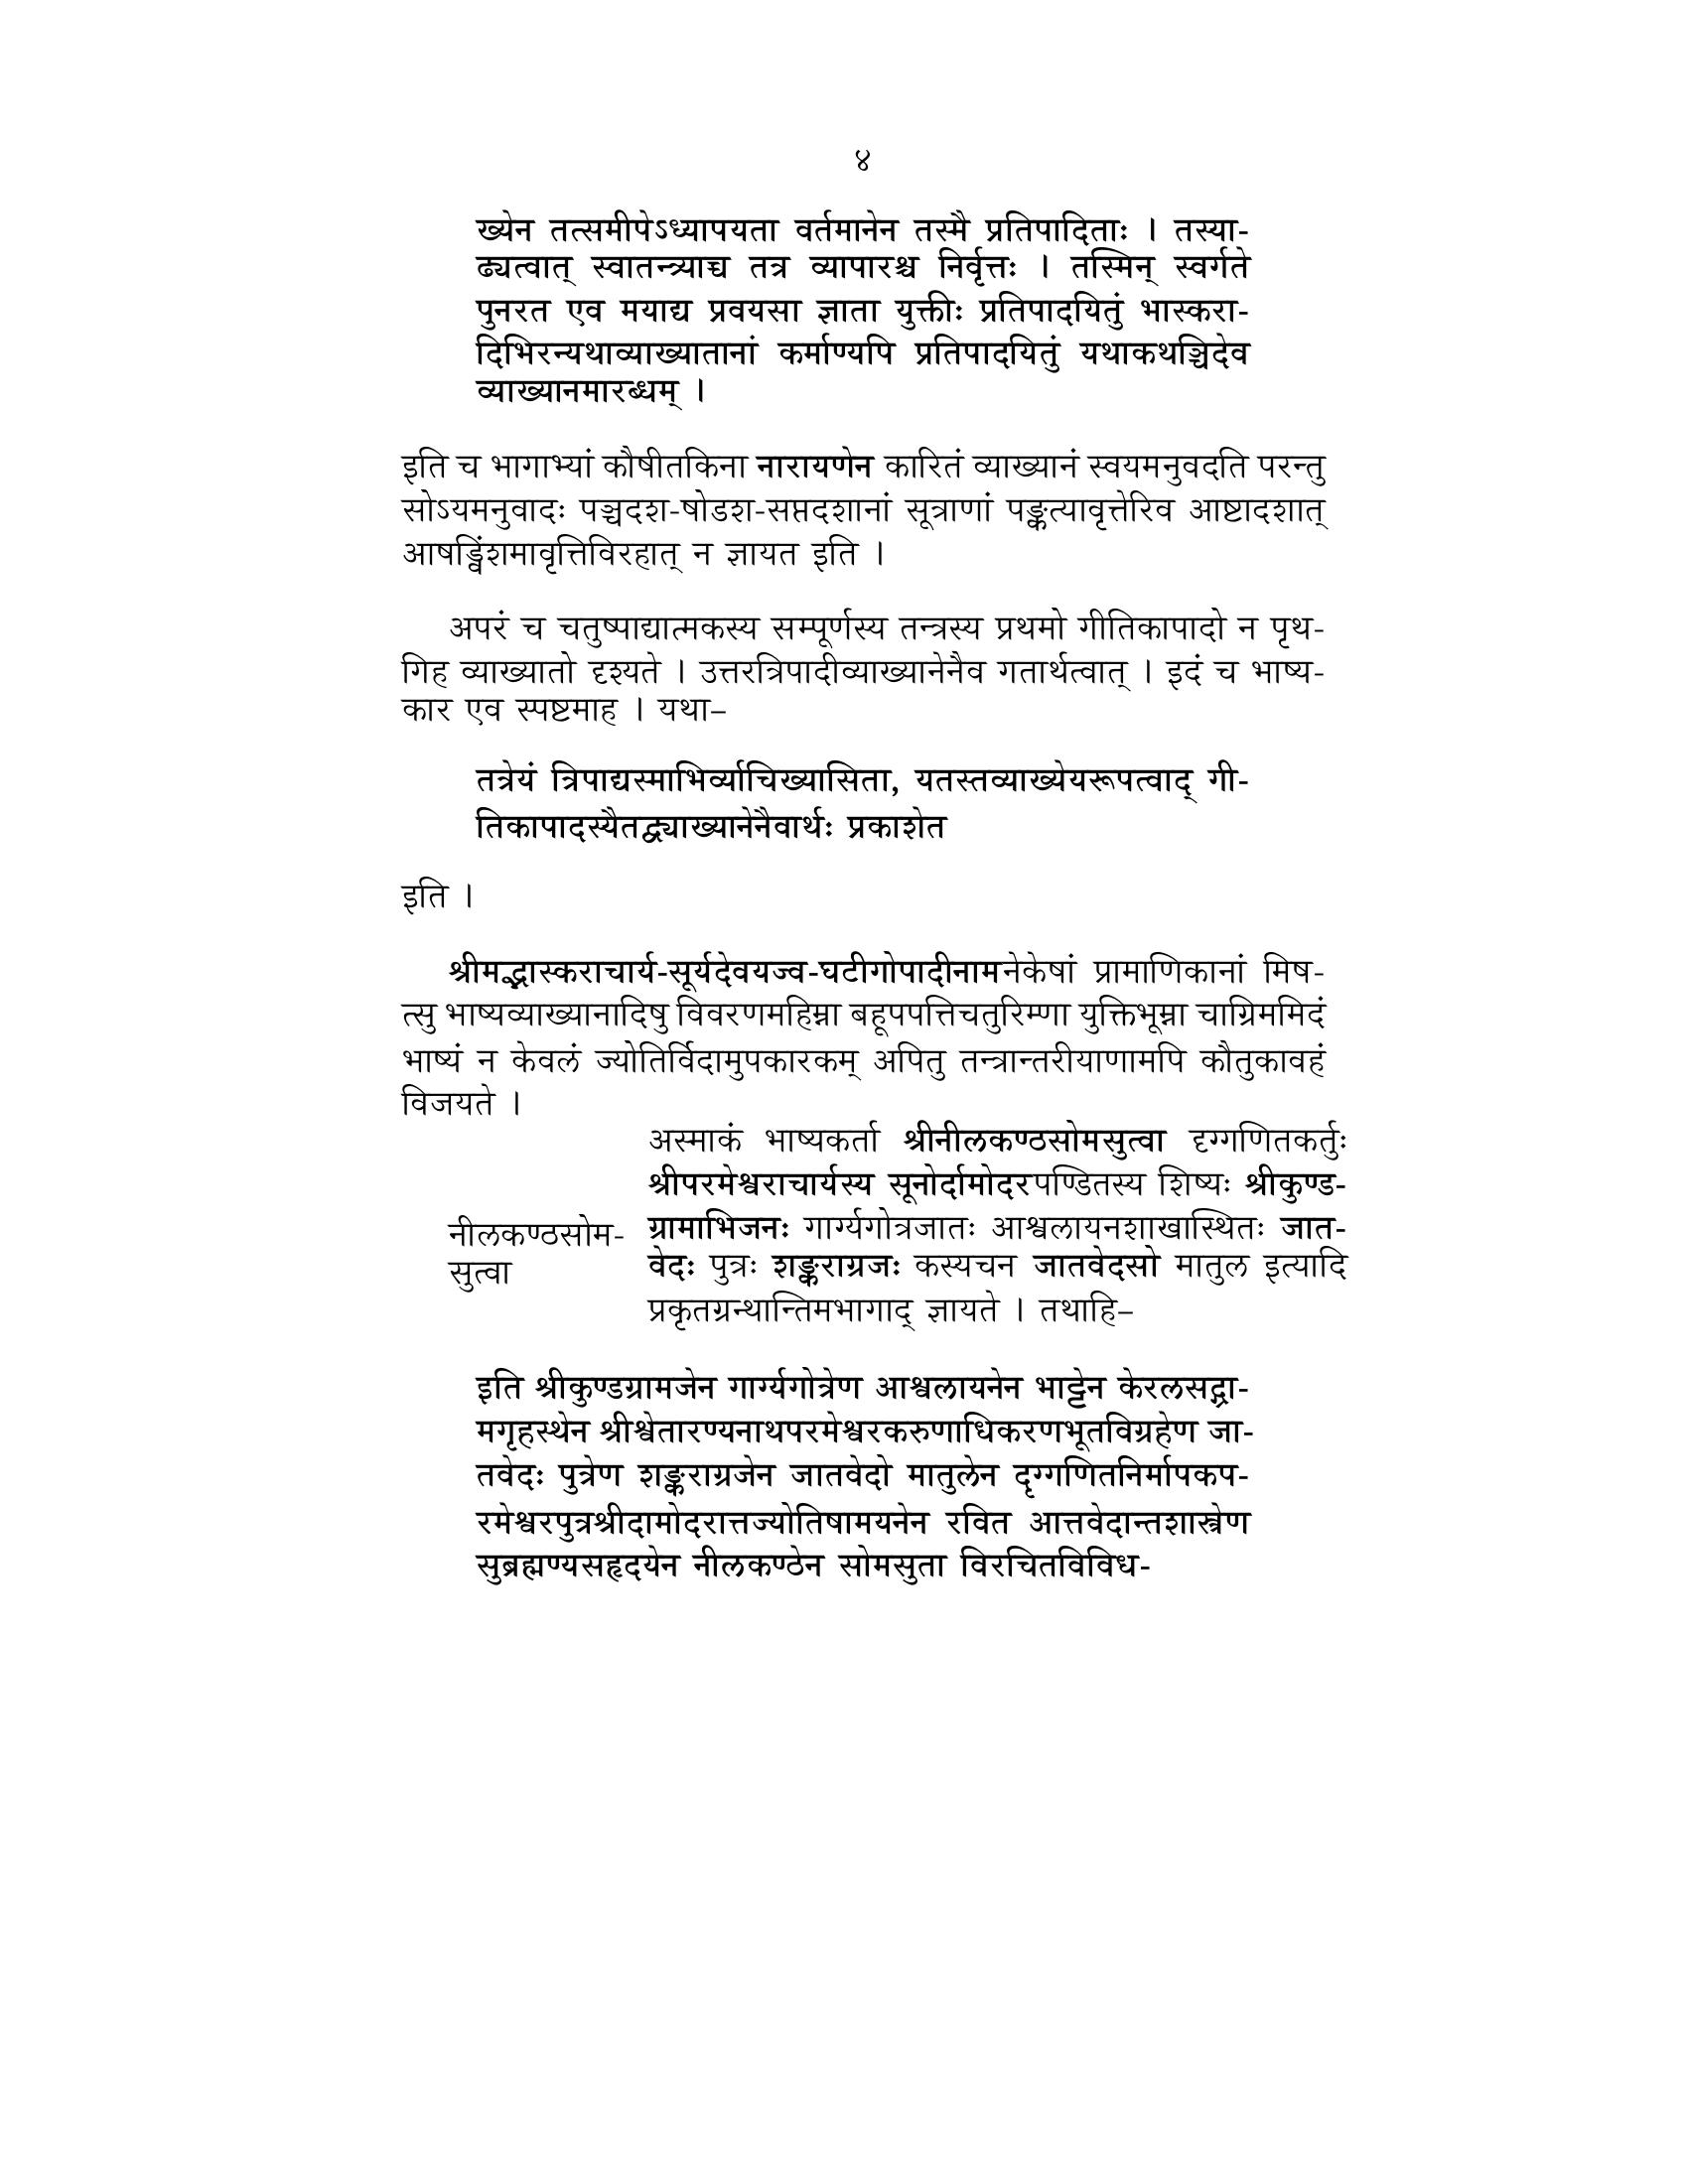 ४
ख्येन तत्समीपेऽध्यापयता वर्तमानेन तस्मै प्रतिपादिताः । तस्या-
ढ्यत्वात् स्वातन्त्र्याच्च तत्र व्यापारश्च निर्वृत्तः । तस्मिन् स्वर्गते
पुनरत एव मयाद्य प्रवयसा ज्ञाता युक्तीः प्रतिपादयितुं भास्करा-
दिभिरन्यथाव्याख्यातानां कर्माण्यपि प्रतिपादयितुं यथाकथञ्चिदेव
व्याख्यानमारब्धम् ।
इति च भागाभ्यां कौषीतकिना नारायणेन कारितं व्याख्यानं स्वयमनुवदति परन्तु
सोऽयमनुवादः पञ्चदश-षोडश-सप्तदशानां सूत्राणां पङ्क्त्यावृत्तेरिव आष्टादशात्
आषड्विंशमावृत्तिविरहात् न ज्ञायत इति ।
अपरं च चतुष्पाद्यात्मकस्य सम्पूर्णस्य तन्त्रस्य प्रथमो गीतिकापादो न पृथ-
गिह व्याख्यातो दृश्यते । उत्तरत्रिपादीव्याख्यानेनैव गतार्थत्वात् । इदं च भाष्य-
कार एव स्पष्टमाह । यथा–
तत्रेयं त्रिपाद्यस्माभिर्व्याचिख्यासिता, यतस्तव्याख्येयरूपत्वाद् गी-
तिकापादस्यैतद्व्याख्यानेनैवार्थः प्रकाशेत
इति ।
श्रीमद्भास्कराचार्य-सूर्यदेवयज्व-घटीगोपादीनामनेकेषां प्रामाणिकानां मिष-
त्सु भाष्यव्याख्यानादिषु विवरणमहिम्ना बहूपपत्तिचतुरिम्णा युक्तिभूम्ना चाग्रिममिदं
भाष्यं न केवलं ज्योतिर्विदामुपकारकम् अपितु तन्त्रान्तरीयाणामपि कौतुकावहं
विजयते ।
अस्माकं भाष्यकर्ता श्रीनीलकण्ठसोमसुत्वा दृग्गणितकर्तुः
श्रीपरमेश्वराचार्यस्य सूनोर्दामोदरपण्डितस्य शिष्यः श्रीकुण्ड-
ग्रामाभिजनः गार्ग्यगोत्रजातः आश्वलायनशाखास्थितः जात-
वेदः पुत्रः शङ्कराग्रजः कस्यचन जातवेदसो मातुल इत्यादि
प्रकृतग्रन्थान्तिमभागाद् ज्ञायते । तथाहि–
नीलकण्ठसोम-
सुत्वा
इति श्रीकुण्डग्रामजेन गार्ग्यगोत्रेण आश्वलायनेन भाट्टेन केरलसद्ग्रा-
मगृहस्थेन श्रीश्वेतारण्यनाथपरमेश्वरकरुणाधिकरणभूतविग्रहेण जा-
तवेदः पुत्रेण शङ्कराग्रजेन जातवेदो मातुलेन दृग्गणितनिर्मापकप-
रमेश्वरपुत्रश्रीदामोदरात्तज्योतिषामयनेन रवित आत्तवेदान्तशास्त्रेण
सुब्रह्मण्यसहृदयेन नीलकण्ठेन सोमसुता विरचितविविध-